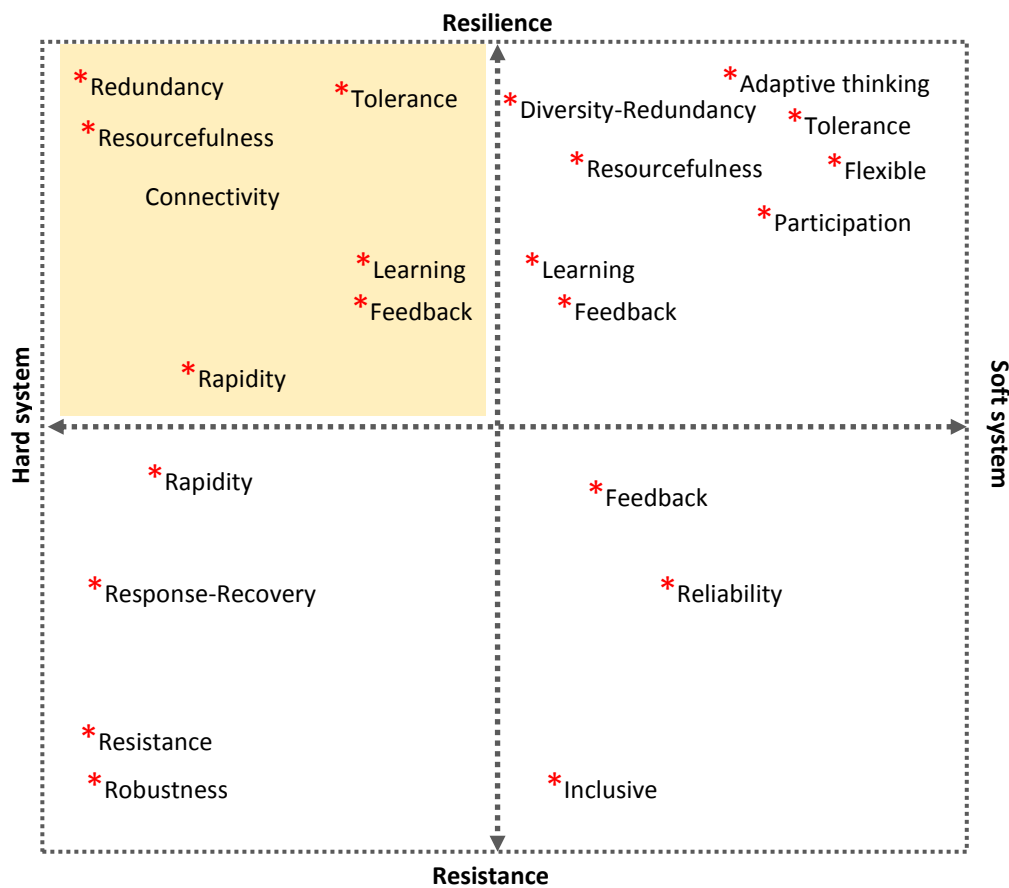 Resilience
*Redundancy
*Tolerance
*Resourcefulness
Connectivity
*Learning
*Feedback
*Rapidity
*Adaptive thinking
*Diversity-Redundancy
*Tolerance
*Resourcefulness
*Flexible
*Participation
*Learning
*Feedback
Hard system
Soft system
*Rapidity
*Response-Recovery
*Resistance
*Robustness
*Feedback
*Reliability
*Inclusive
Resistance